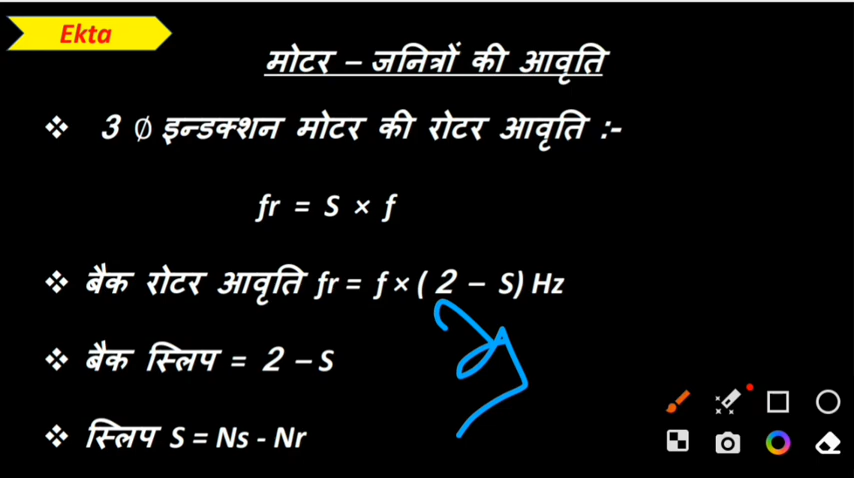 Ekta
मोटर – जनित्रों की आवृति
❖ 3 ∅ इन्डक्शन मोटर की रोटर आवृति :-
fr = S × f
❖ बैक रोटर आवृति fr = f × ( 2 – S) Hz
❖ बैक स्लिप = 2 – S
❖ स्लिप S = Ns - Nr